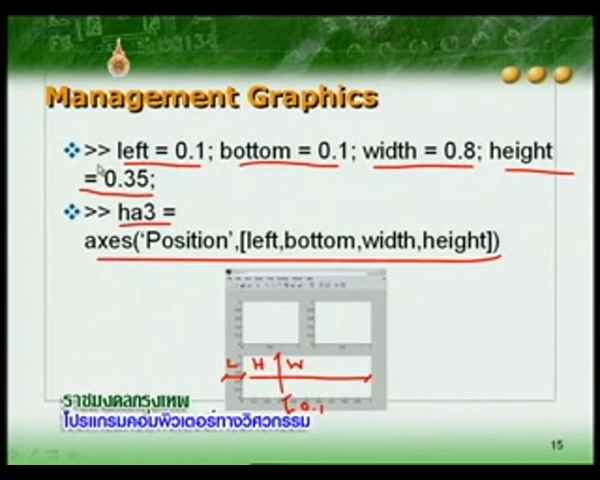 Management Graphics
>> left = 0.1; bottom = 0.1; width = 0.8; height
= 0.35;
>> ha3 =
axes('Position',[left,bottom,width,height])
L H W
0.1
ราชมงคลกรุงเทพ
โปรแกรมคอมพิวเตอร์ทางวิศวกรรม
15